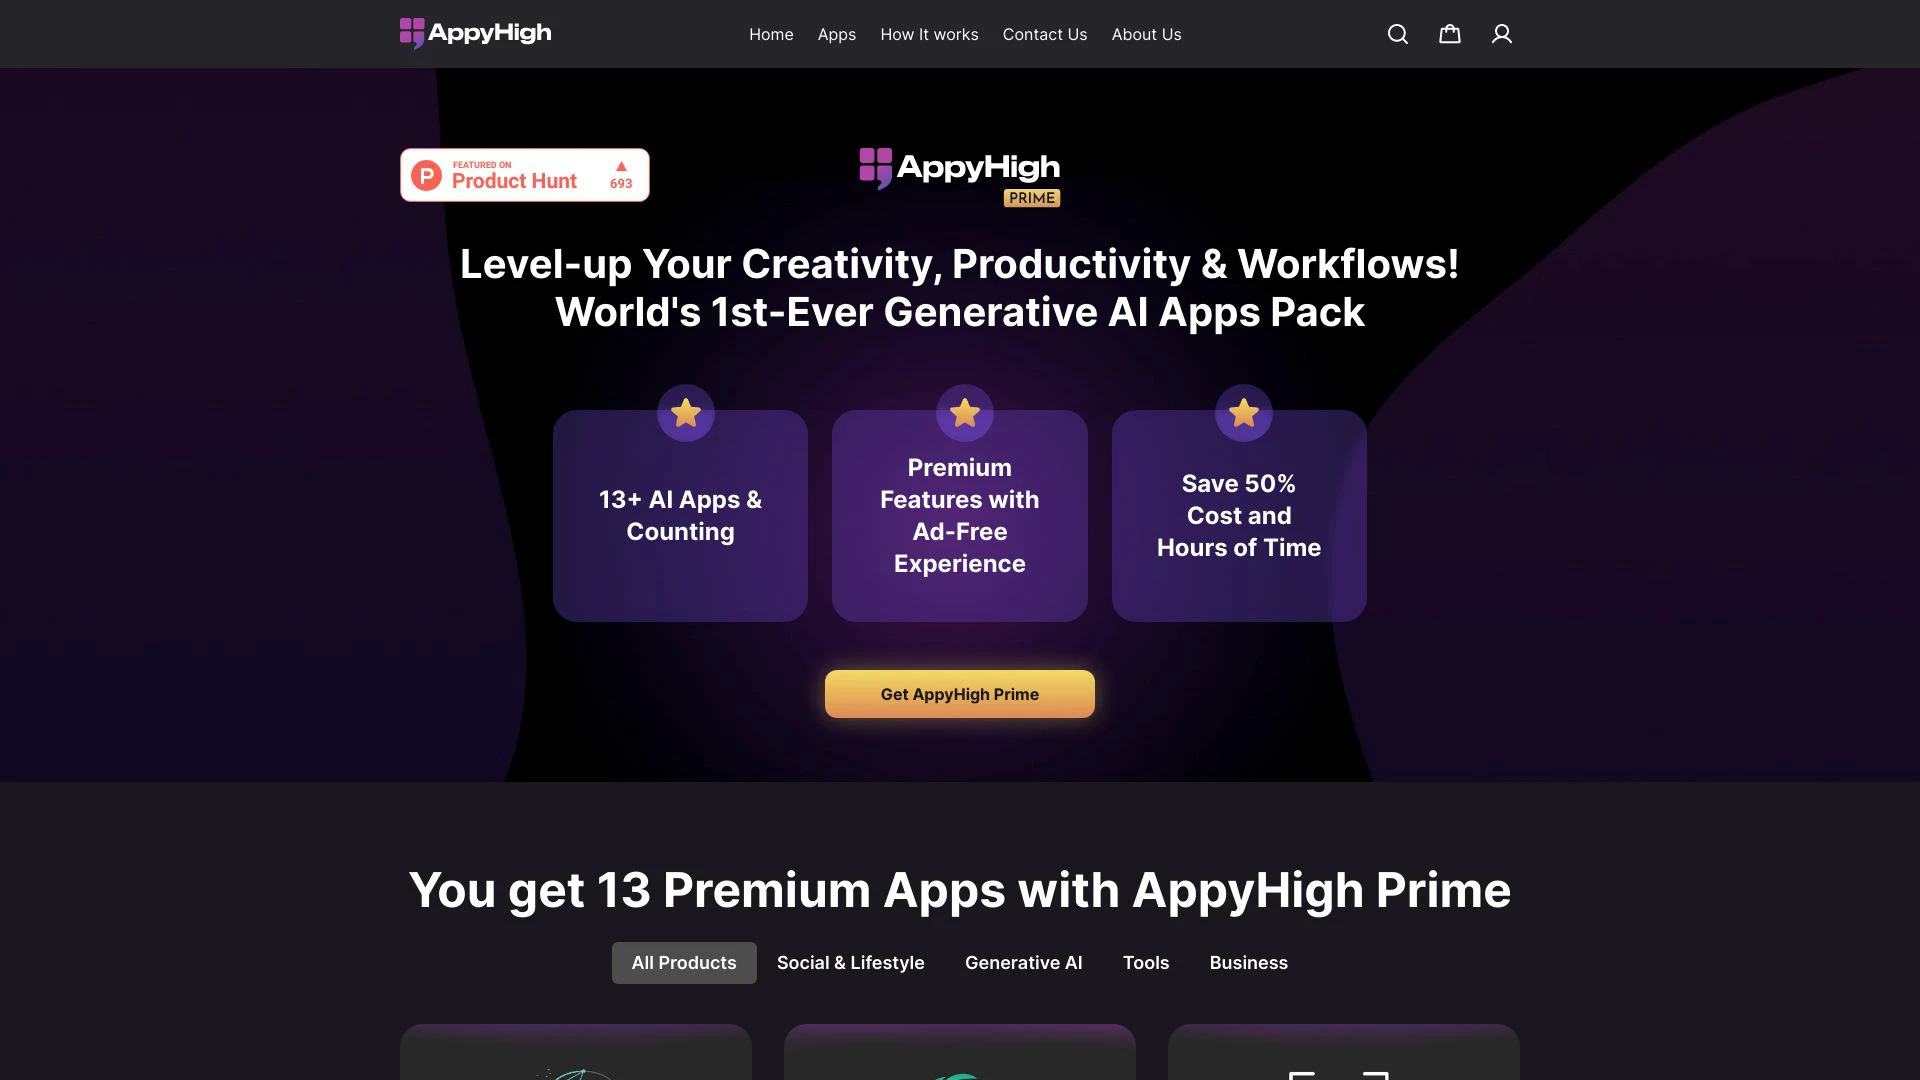 AppyHigh
Home Apps How It works Contact Us About Us
FEATURED ON
Product Hunt
693
AppyHigh
PRIME
Level-up Your Creativity, Productivity & Workflows!
World's 1st-Ever Generative AI Apps Pack
13+ AI Apps &
Counting
Premium
Features with
Ad-Free
Experience
Save 50%
Cost and
Hours of Time
Get AppyHigh Prime
You get 13 Premium Apps with AppyHigh Prime
All Products Social & Lifestyle Generative AI Tools Business